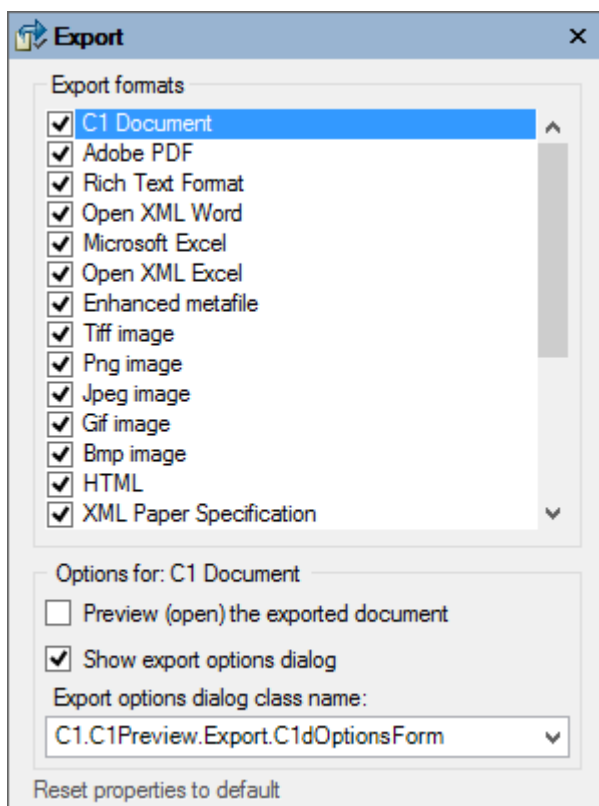 Export
Export formats
C1 Document
Adobe PDF
Rich Text Format
Open XML Word
Microsoft Excel
Open XML Excel
Enhanced metafile
Tiff image
Png image
Jpeg image
Gif image
Bmp image
HTML
XML Paper Specification
Options for: C1 Document
Preview (open) the exported document
Show export options dialog
Export options dialog class name:
C1.C1Preview.Export.C1dOptionsForm
Reset properties to default